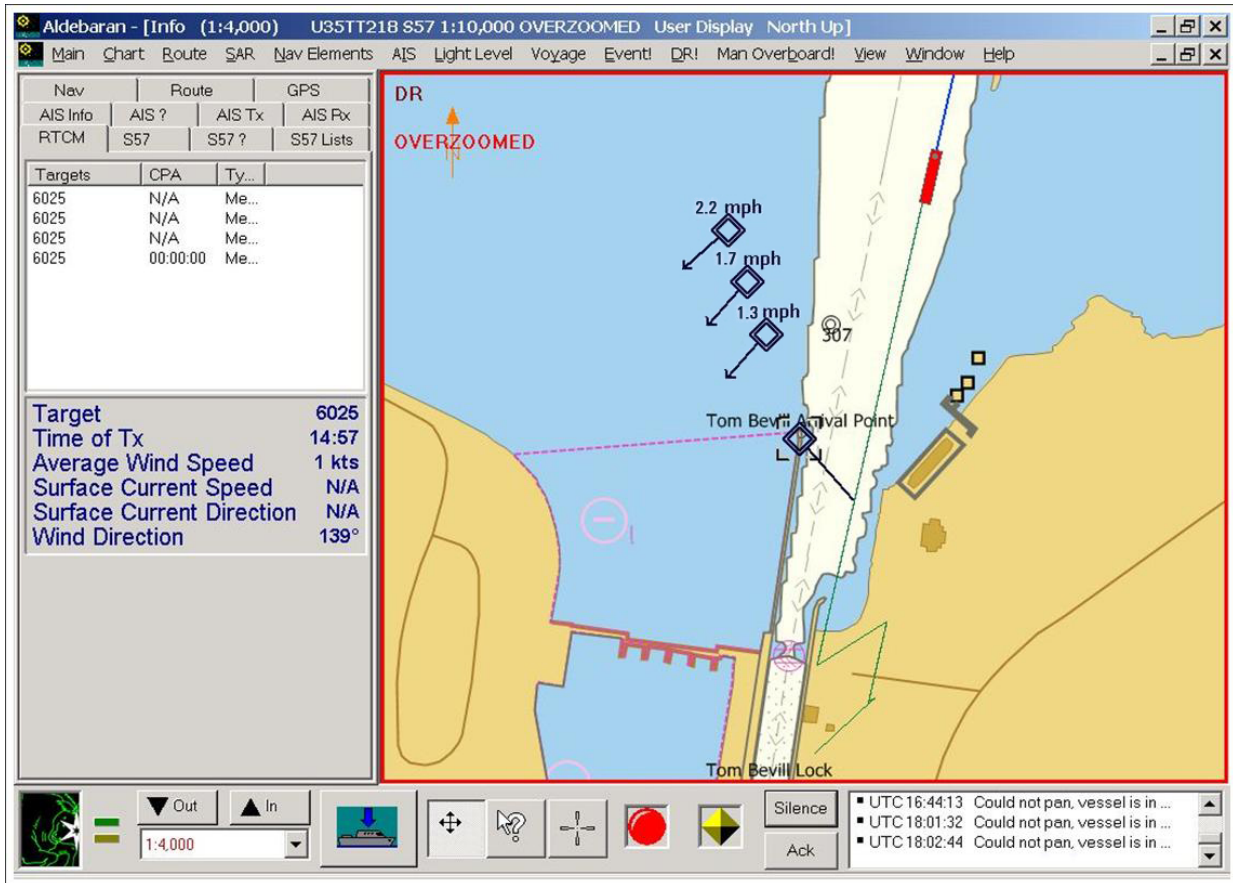 Aldebaran - [Info (1:4,000) U35TT218 S57 1:10,000 OVERZOOMED User Display North Up]
Main Chart Route SAR Nav Elements AIS Light Level Voyage Event! DR! Man Overboard! View Window Help
Nav Route GPS
AIS Info AIS ? AIS Tx AIS Rx
RTCM S57 S57 ? S57 Lists
Targets CPA Ty...
6025 N/A Me...
6025 N/A Me...
6025 N/A Me...
6025 00:00:00 Me...
Target 6025
Time of Tx 14:57
Average Wind Speed 1 kts
Surface Current Speed N/A
Surface Current Direction N/A
Wind Direction 139°
DR
OVERZOOMED
N
2.2 mph
1.7 mph
1.3 mph
307
Tom Bevill Arrival Point
21
Tom Bevill Lock
Out In
1:4,000
Silence
Ack
UTC 16:44:13 Could not pan, vessel is in ...
UTC 18:01:32 Could not pan, vessel is in ...
UTC 18:02:44 Could not pan, vessel is in ...